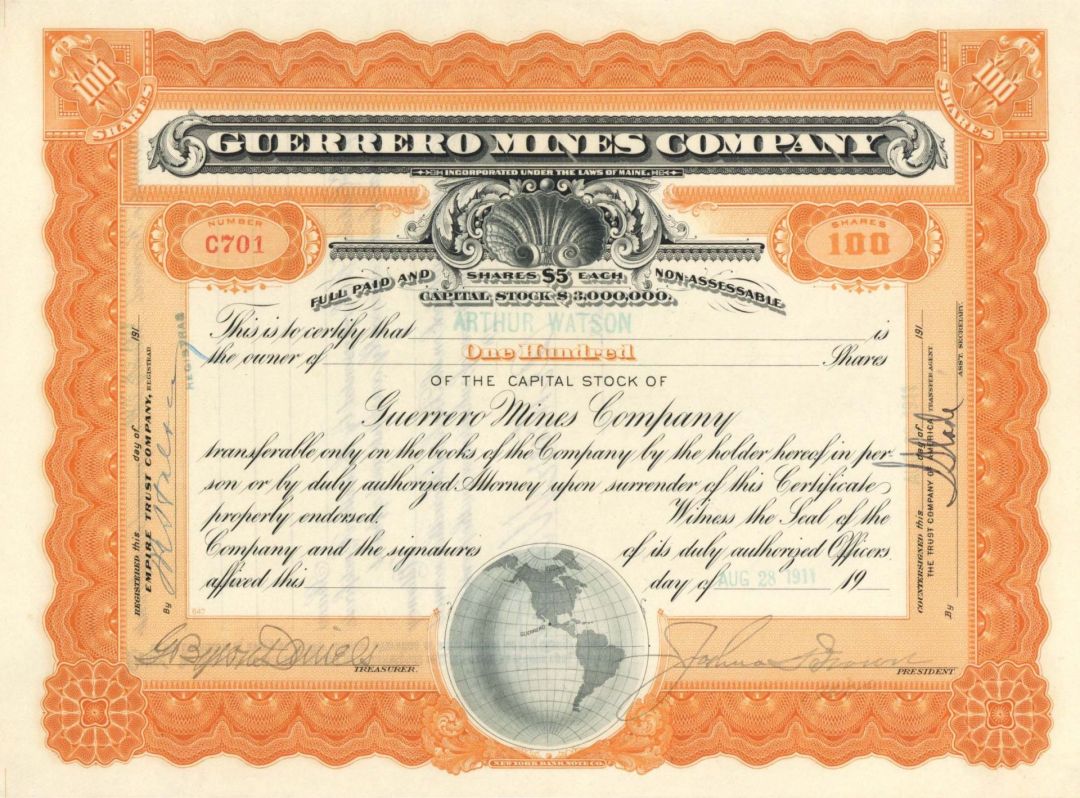 100 SHARES
100 SHARES
GUERRERO MINES COMPANY
INCORPORATED UNDER THE LAWS OF MAINE.
NUMBER
C701
SHARES
100
FULL PAID AND SHARES $5 EACH NON-ASSESSABLE
CAPITAL STOCK $3,000,000.
This is to certify that ARTHUR WATSON is
the owner of One Hundred Shares
OF THE CAPITAL STOCK OF
Guerrero Mines Company
transferable only on the books of the Company by the holder hereof in per-
son or by duly authorized Attorney upon surrender of this Certificate
properly endorsed. Witness the Seal of the
Company and the signatures of its duly authorized Officers
affixed this day of AUG 28 1911 19
REGISTERED this day of 191
EMPIRE TRUST COMPANY, REGISTRAR
By
REGISTRAR
COUNTERSIGNED this day of 191
THE TRUST COMPANY OF AMERICA TRANSFER AGENT
By ASS'T. SECRETARY.
GUERRERO
G Byron Daniels
TREASURER.
PRESIDENT
NEW YORK BANK NOTE CO.